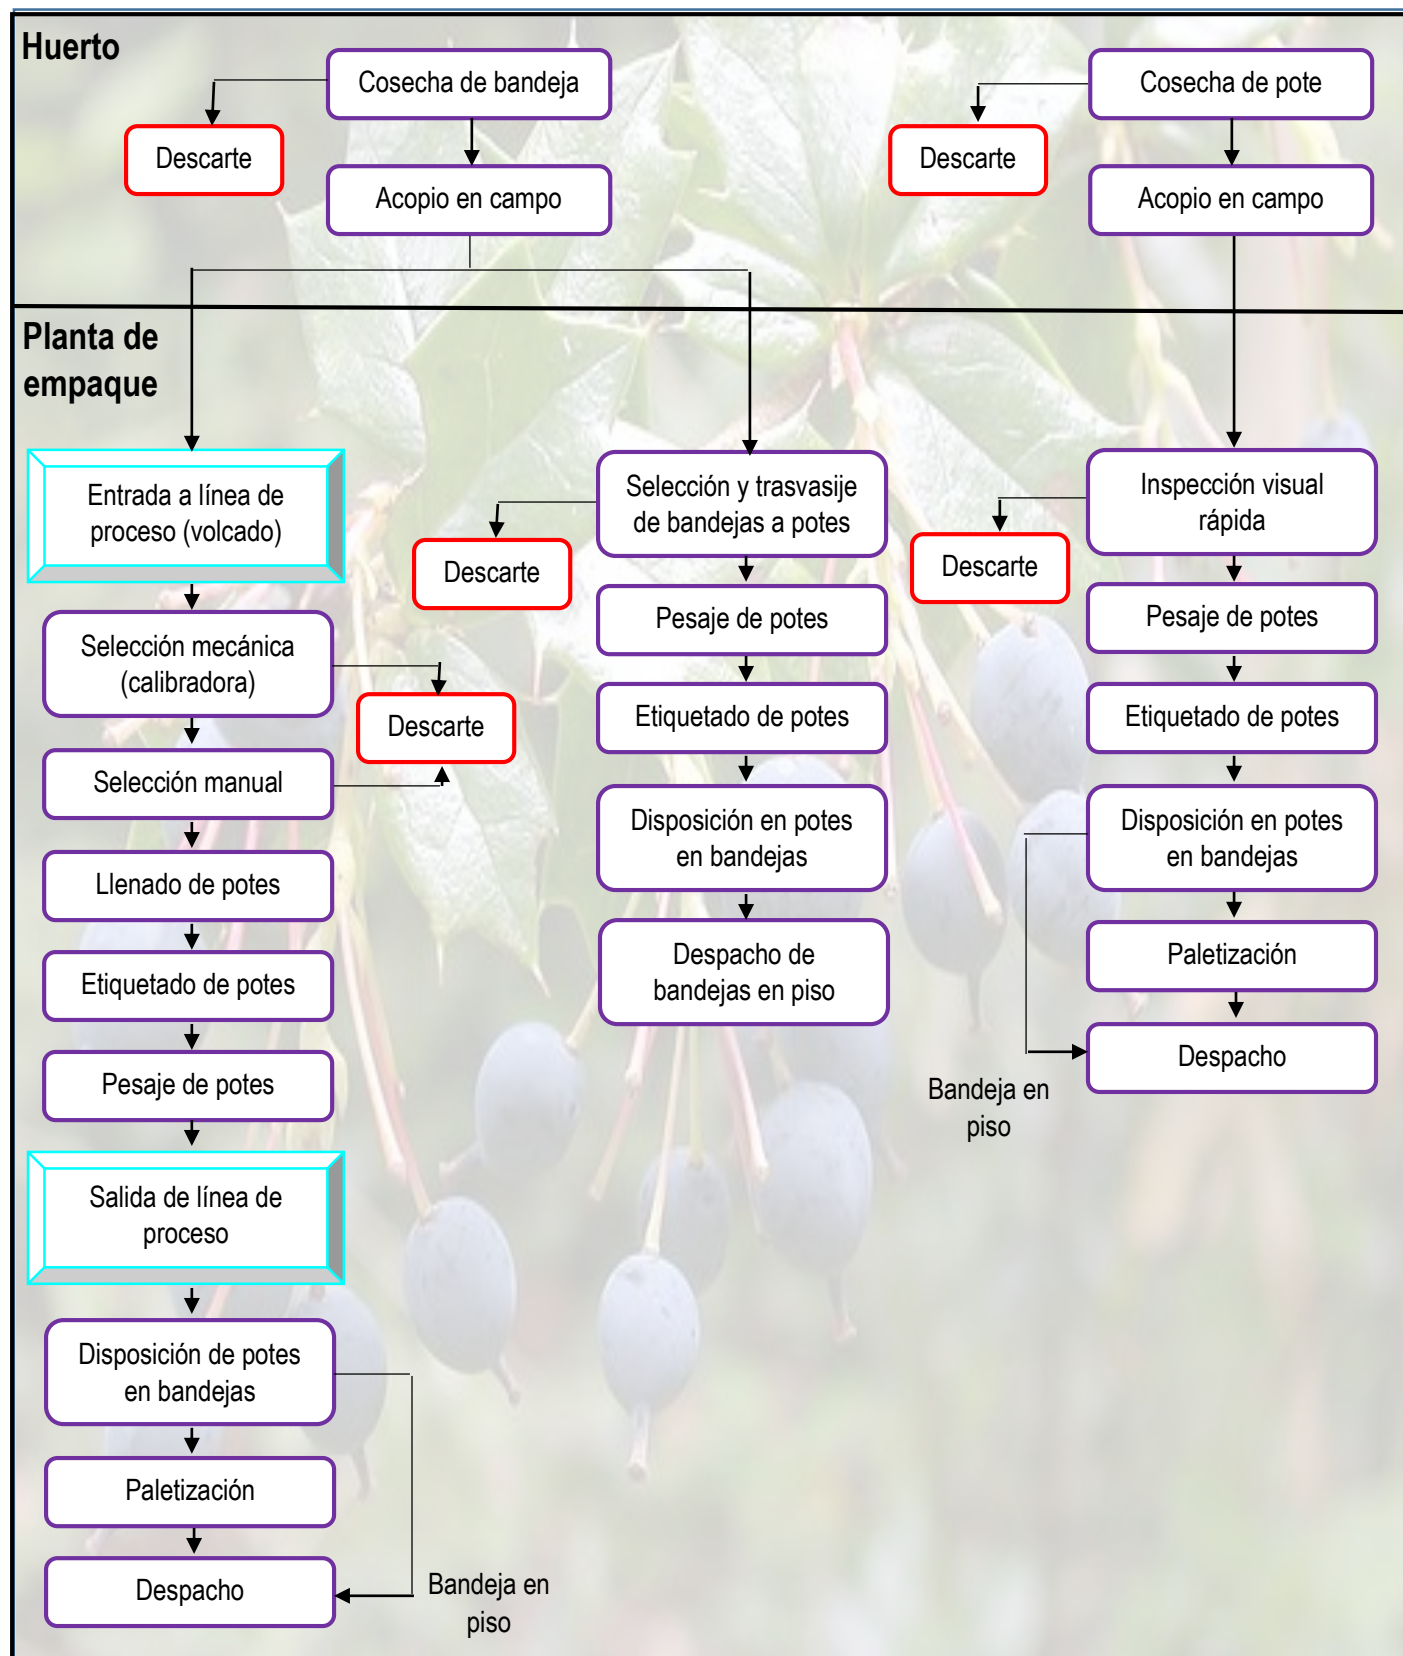 Huerto
Cosecha de bandeja
Descarte
Acopio en campo
Cosecha de pote
Descarte
Acopio en campo
Planta de
empaque
Entrada a línea de
proceso (volcado)
Selección mecánica
(calibradora)
Descarte
Selección manual
Llenado de potes
Etiquetado de potes
Pesaje de potes
Salida de línea de
proceso
Disposición de potes
en bandejas
Paletización
Despacho
Bandeja en
piso
Selección y trasvasije
de bandejas a potes
Descarte
Pesaje de potes
Etiquetado de potes
Disposición en potes
en bandejas
Despacho de
bandejas en piso
Inspección visual
rápida
Descarte
Pesaje de potes
Etiquetado de potes
Disposición en potes
en bandejas
Paletización
Despacho
Bandeja en
piso